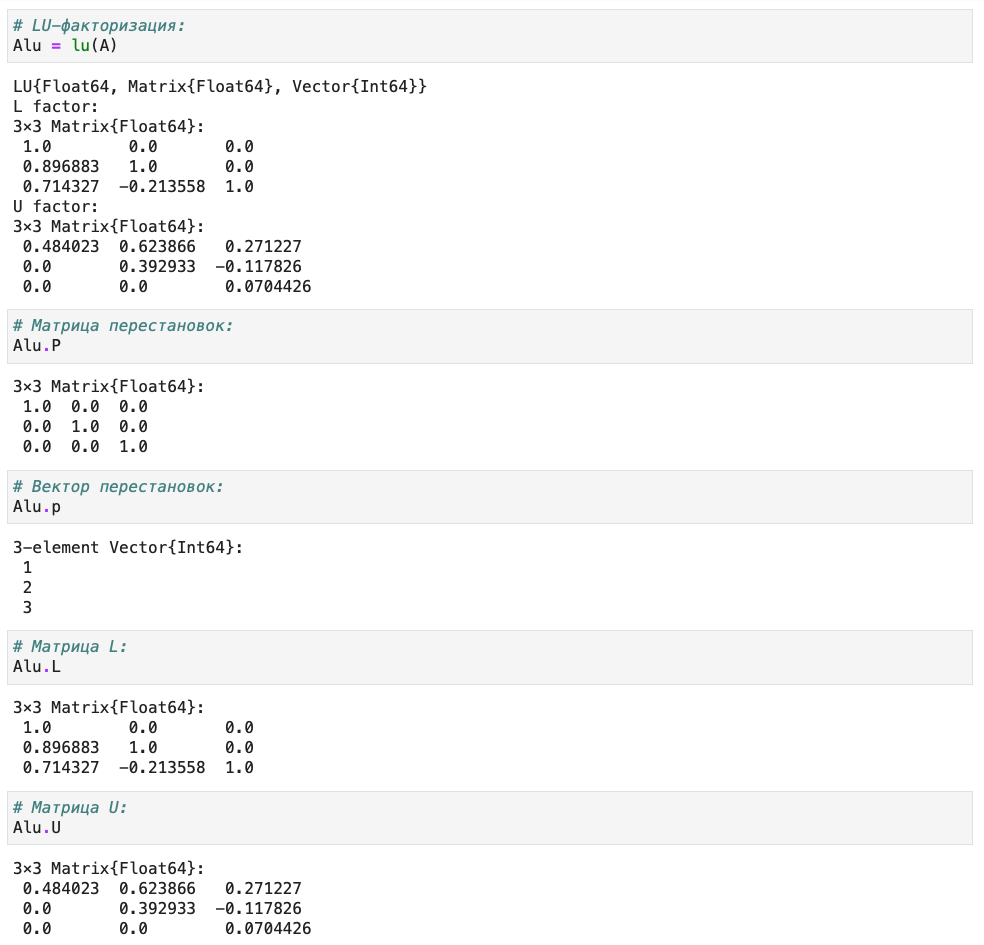 # LU-факторизация:
Alu = lu(A)
LU{Float64, Matrix{Float64}, Vector{Int64}}
L factor:
3×3 Matrix{Float64}:
 1.0        0.0       0.0
 0.896883   1.0       0.0
 0.714327  -0.213558  1.0
U factor:
3×3 Matrix{Float64}:
 0.484023  0.623866   0.271227
 0.0       0.392933  -0.117826
 0.0       0.0        0.0704426
# Матрица перестановок:
Alu.P
3×3 Matrix{Float64}:
 1.0  0.0  0.0
 0.0  1.0  0.0
 0.0  0.0  1.0
# Вектор перестановок:
Alu.p
3-element Vector{Int64}:
 1
 2
 3
# Матрица L:
Alu.L
3×3 Matrix{Float64}:
 1.0        0.0       0.0
 0.896883   1.0       0.0
 0.714327  -0.213558  1.0
# Матрица U:
Alu.U
3×3 Matrix{Float64}:
 0.484023  0.623866   0.271227
 0.0       0.392933  -0.117826
 0.0       0.0        0.0704426